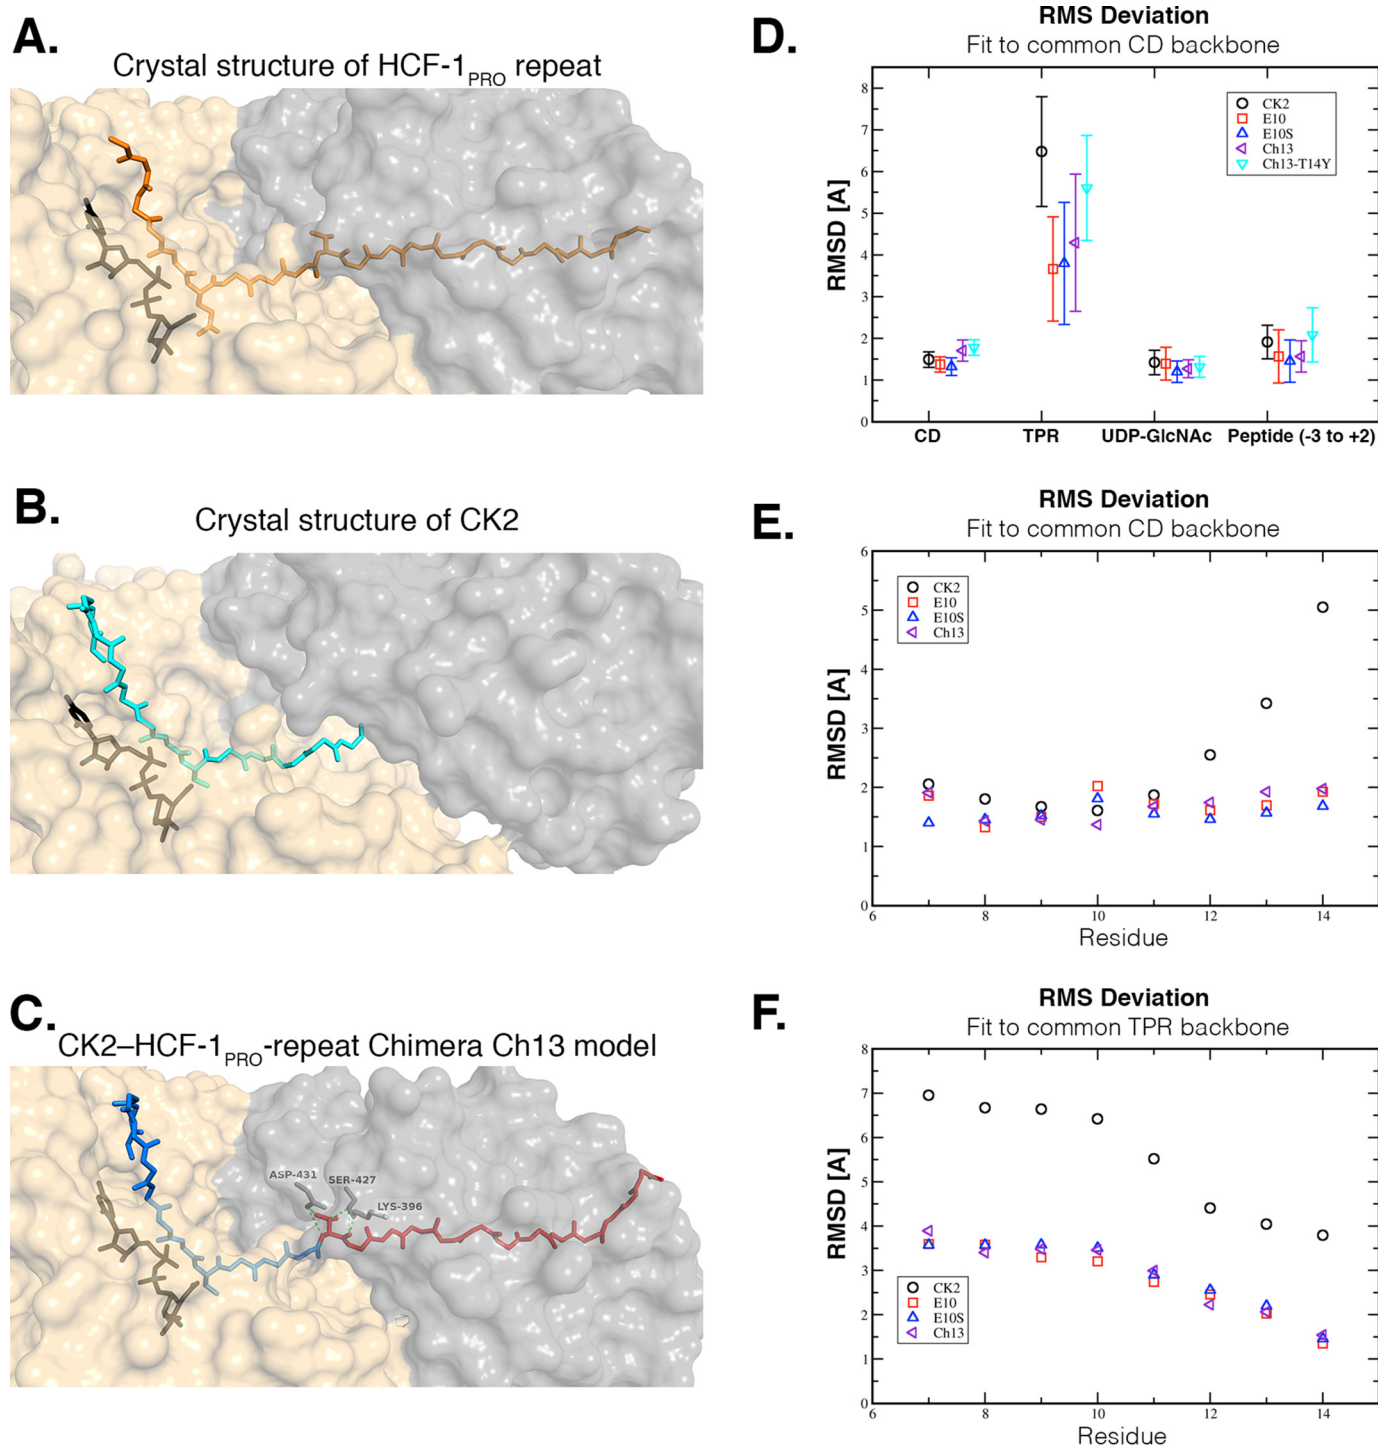 A.
Crystal structure of HCF-1PRO repeat
B.
Crystal structure of CK2
C.
CK2–HCF-1PRO-repeat Chimera Ch13 model
ASP-431
SER-427
LYS-396
D.
RMS Deviation
Fit to common CD backbone
RMSD [A]
8
7
6
5
4
3
2
1
0
CK2
E10
E10S
Ch13
Ch13-T14Y
CD TPR UDP-GlcNAc Peptide (-3 to +2)
E.
RMS Deviation
Fit to common CD backbone
RMSD [A]
6
5
4
3
2
1
0
CK2
E10
E10S
Ch13
6 8 10 12 14
Residue
F.
RMS Deviation
Fit to common TPR backbone
RMSD [A]
8
7
6
5
4
3
2
1
0
CK2
E10
E10S
Ch13
6 8 10 12 14
Residue